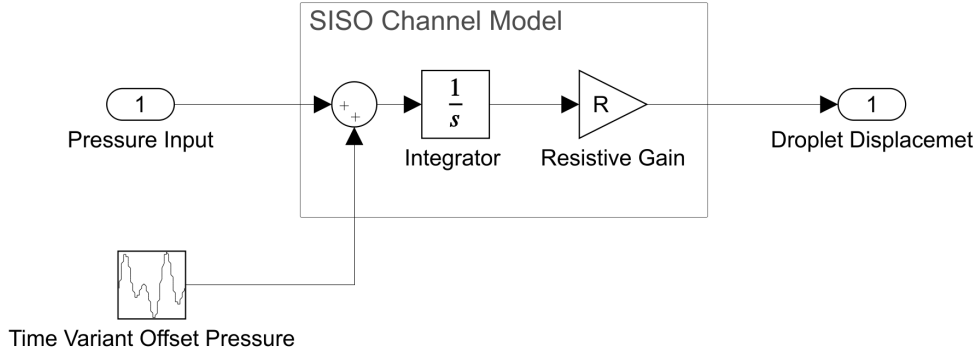 SISO Channel Model
1
+
+
1
s
R
1
Pressure Input
Integrator
Resistive Gain
Droplet Displacemet
Time Variant Offset Pressure